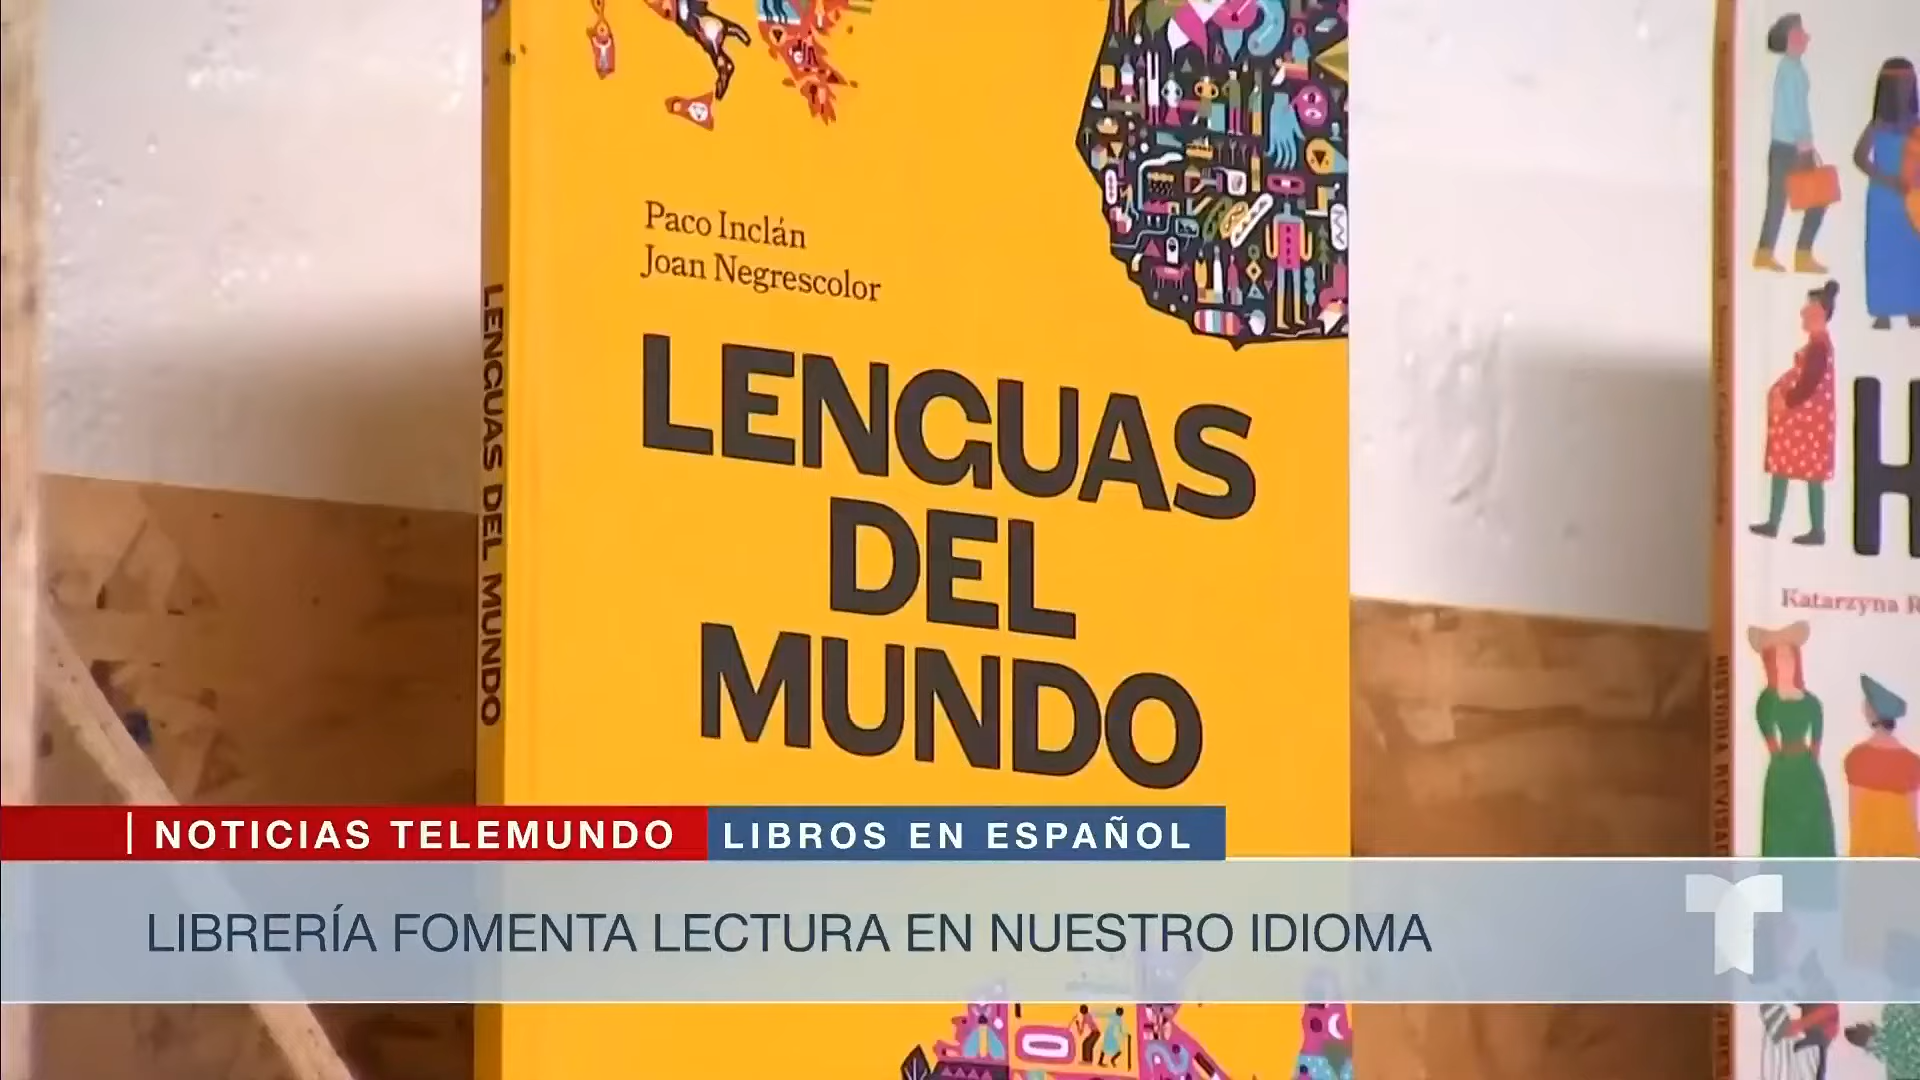 Paco Inclán
Joan Negrescolor
LENGUAS
DEL
MUNDO
LENGUAS DEL MUNDO
H
Katarzyna R
NOTICIAS TELEMUNDO
LIBROS EN ESPAÑOL
LIBRERÍA FOMENTA LECTURA EN NUESTRO IDIOMA